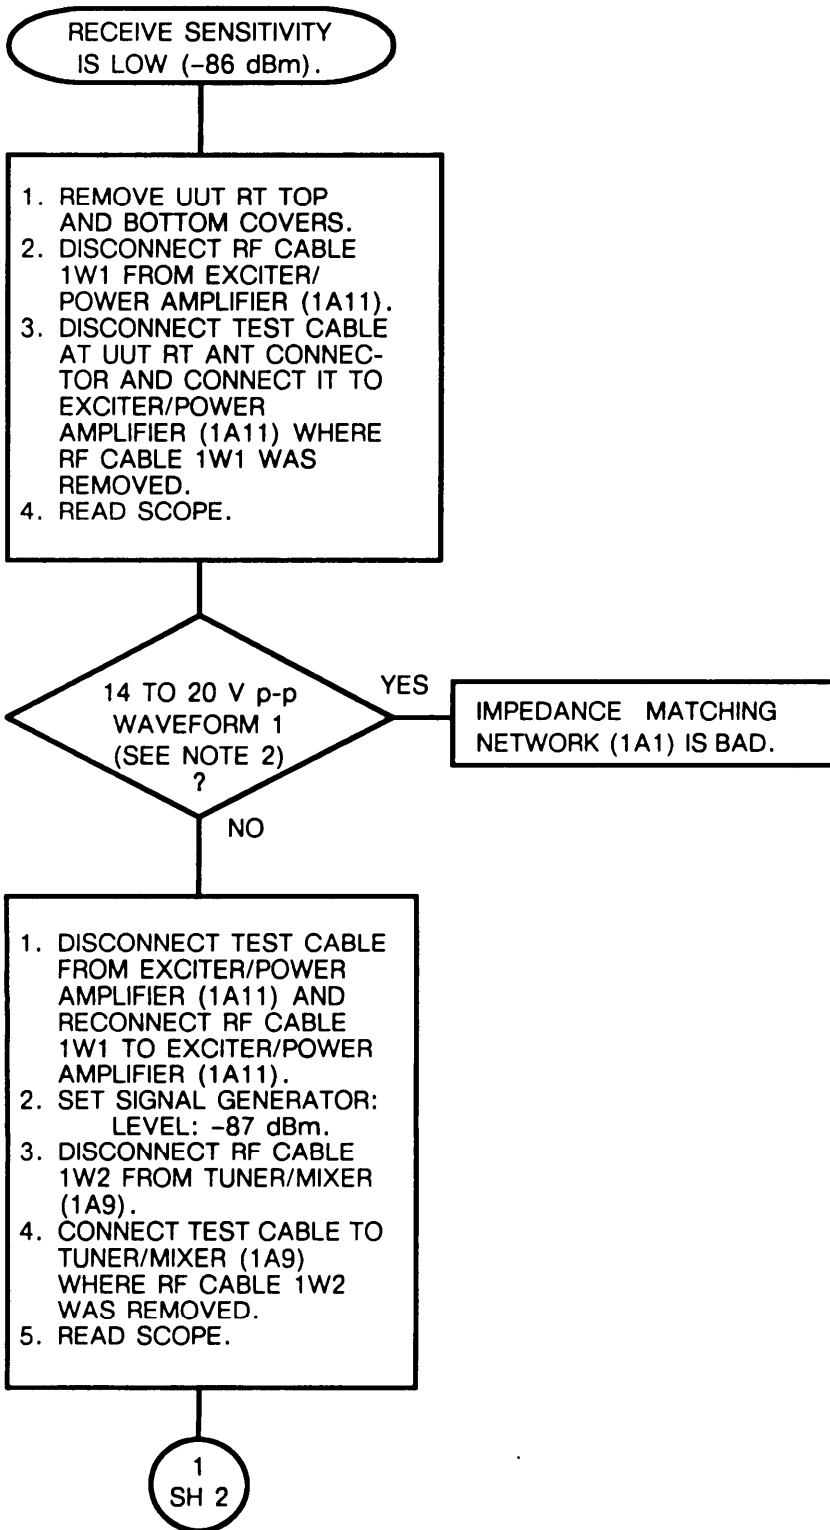 RECEIVE SENSITIVITY
IS LOW (-86 dBm).
1. REMOVE UUT RT TOP
AND BOTTOM COVERS.
2. DISCONNECT RF CABLE
1W1 FROM EXCITER/
POWER AMPLIFIER (1A11).
3. DISCONNECT TEST CABLE
AT UUT RT ANT CONNEC-
TOR AND CONNECT IT TO
EXCITER/POWER
AMPLIFIER (1A11) WHERE
RF CABLE 1W1 WAS
REMOVED.
4. READ SCOPE.
14 TO 20 V p-p
WAVEFORM 1
(SEE NOTE 2)
?
YES
IMPEDANCE MATCHING
NETWORK (1A1) IS BAD.
NO
1. DISCONNECT TEST CABLE
FROM EXCITER/POWER
AMPLIFIER (1A11) AND
RECONNECT RF CABLE
1W1 TO EXCITER/POWER
AMPLIFIER (1A11).
2. SET SIGNAL GENERATOR:
LEVEL: -87 dBm.
3. DISCONNECT RF CABLE
1W2 FROM TUNER/MIXER
(1A9).
4. CONNECT TEST CABLE TO
TUNER/MIXER (1A9)
WHERE RF CABLE 1W2
WAS REMOVED.
5. READ SCOPE.
1
SH 2